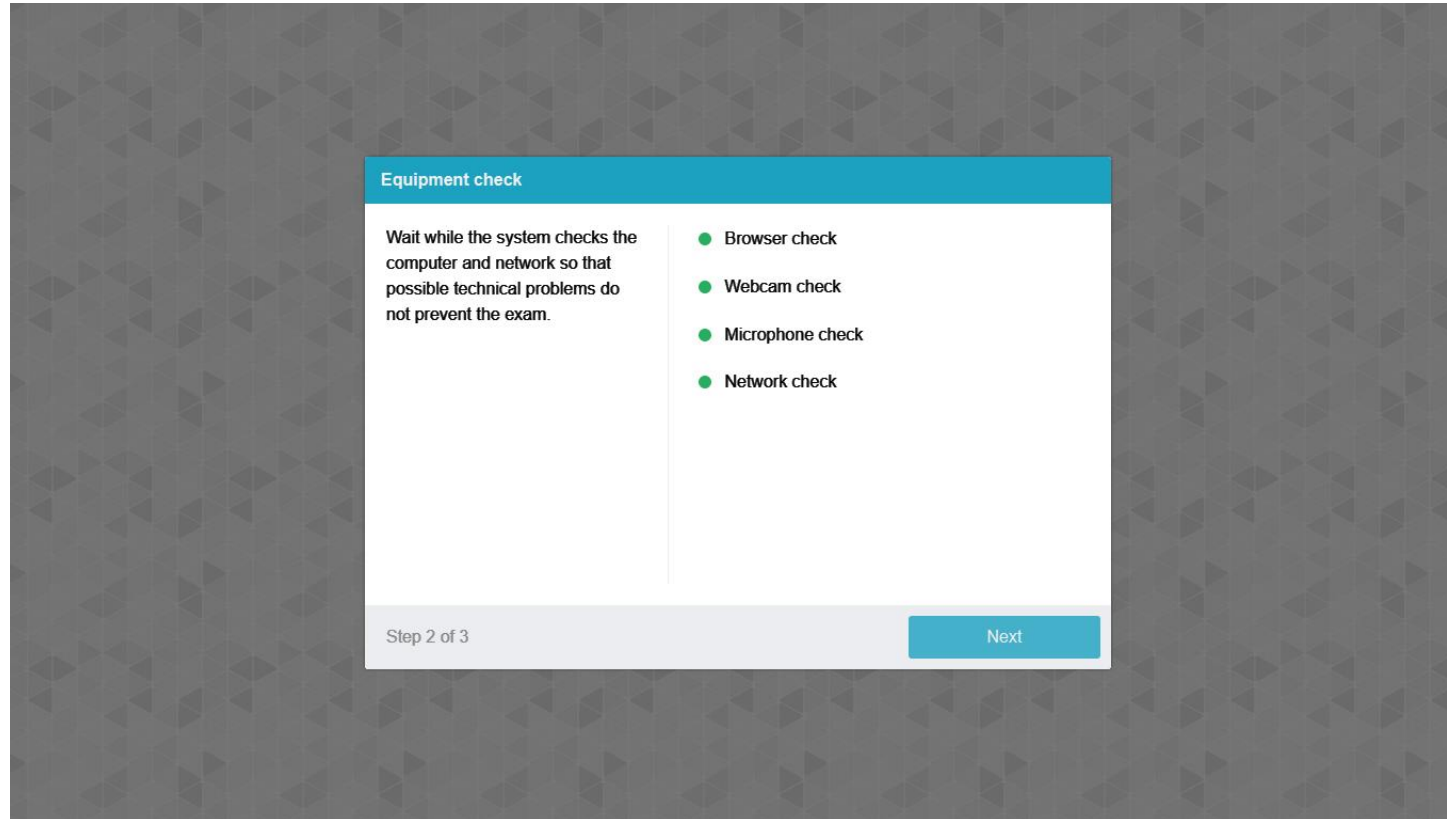 Equipment check
Wait while the system checks the
computer and network so that
possible technical problems do
not prevent the exam.
Browser check
Webcam check
Microphone check
Network check
Step 2 of 3
Next